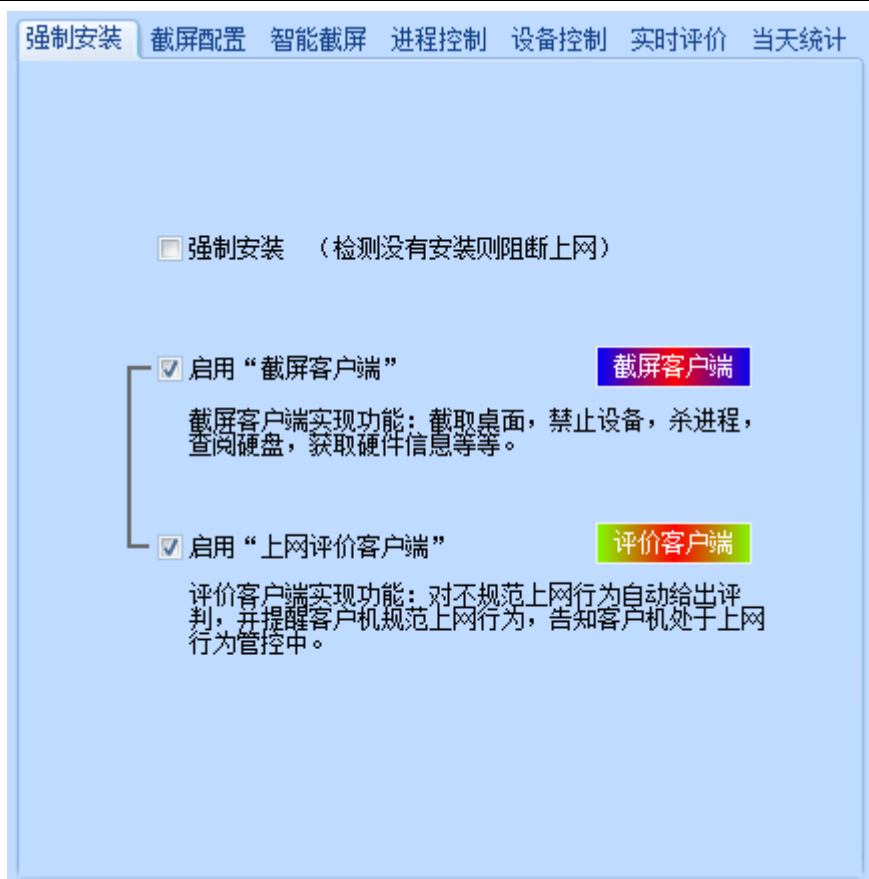 强制安装 截屏配置 智能截屏 进程控制 设备控制 实时评价 当天统计
强制安装 （检测没有安装则阻断上网）
启用“截屏客户端” 截屏客户端
截屏客户端实现功能：截取桌面，禁止设备，杀进程，
查阅硬盘，获取硬件信息等等。
启用“上网评价客户端” 评价客户端
评价客户端实现功能：对不规范上网行为自动给出评
判，并提醒客户机规范上网行为，告知客户机处于上网
行为管控中。